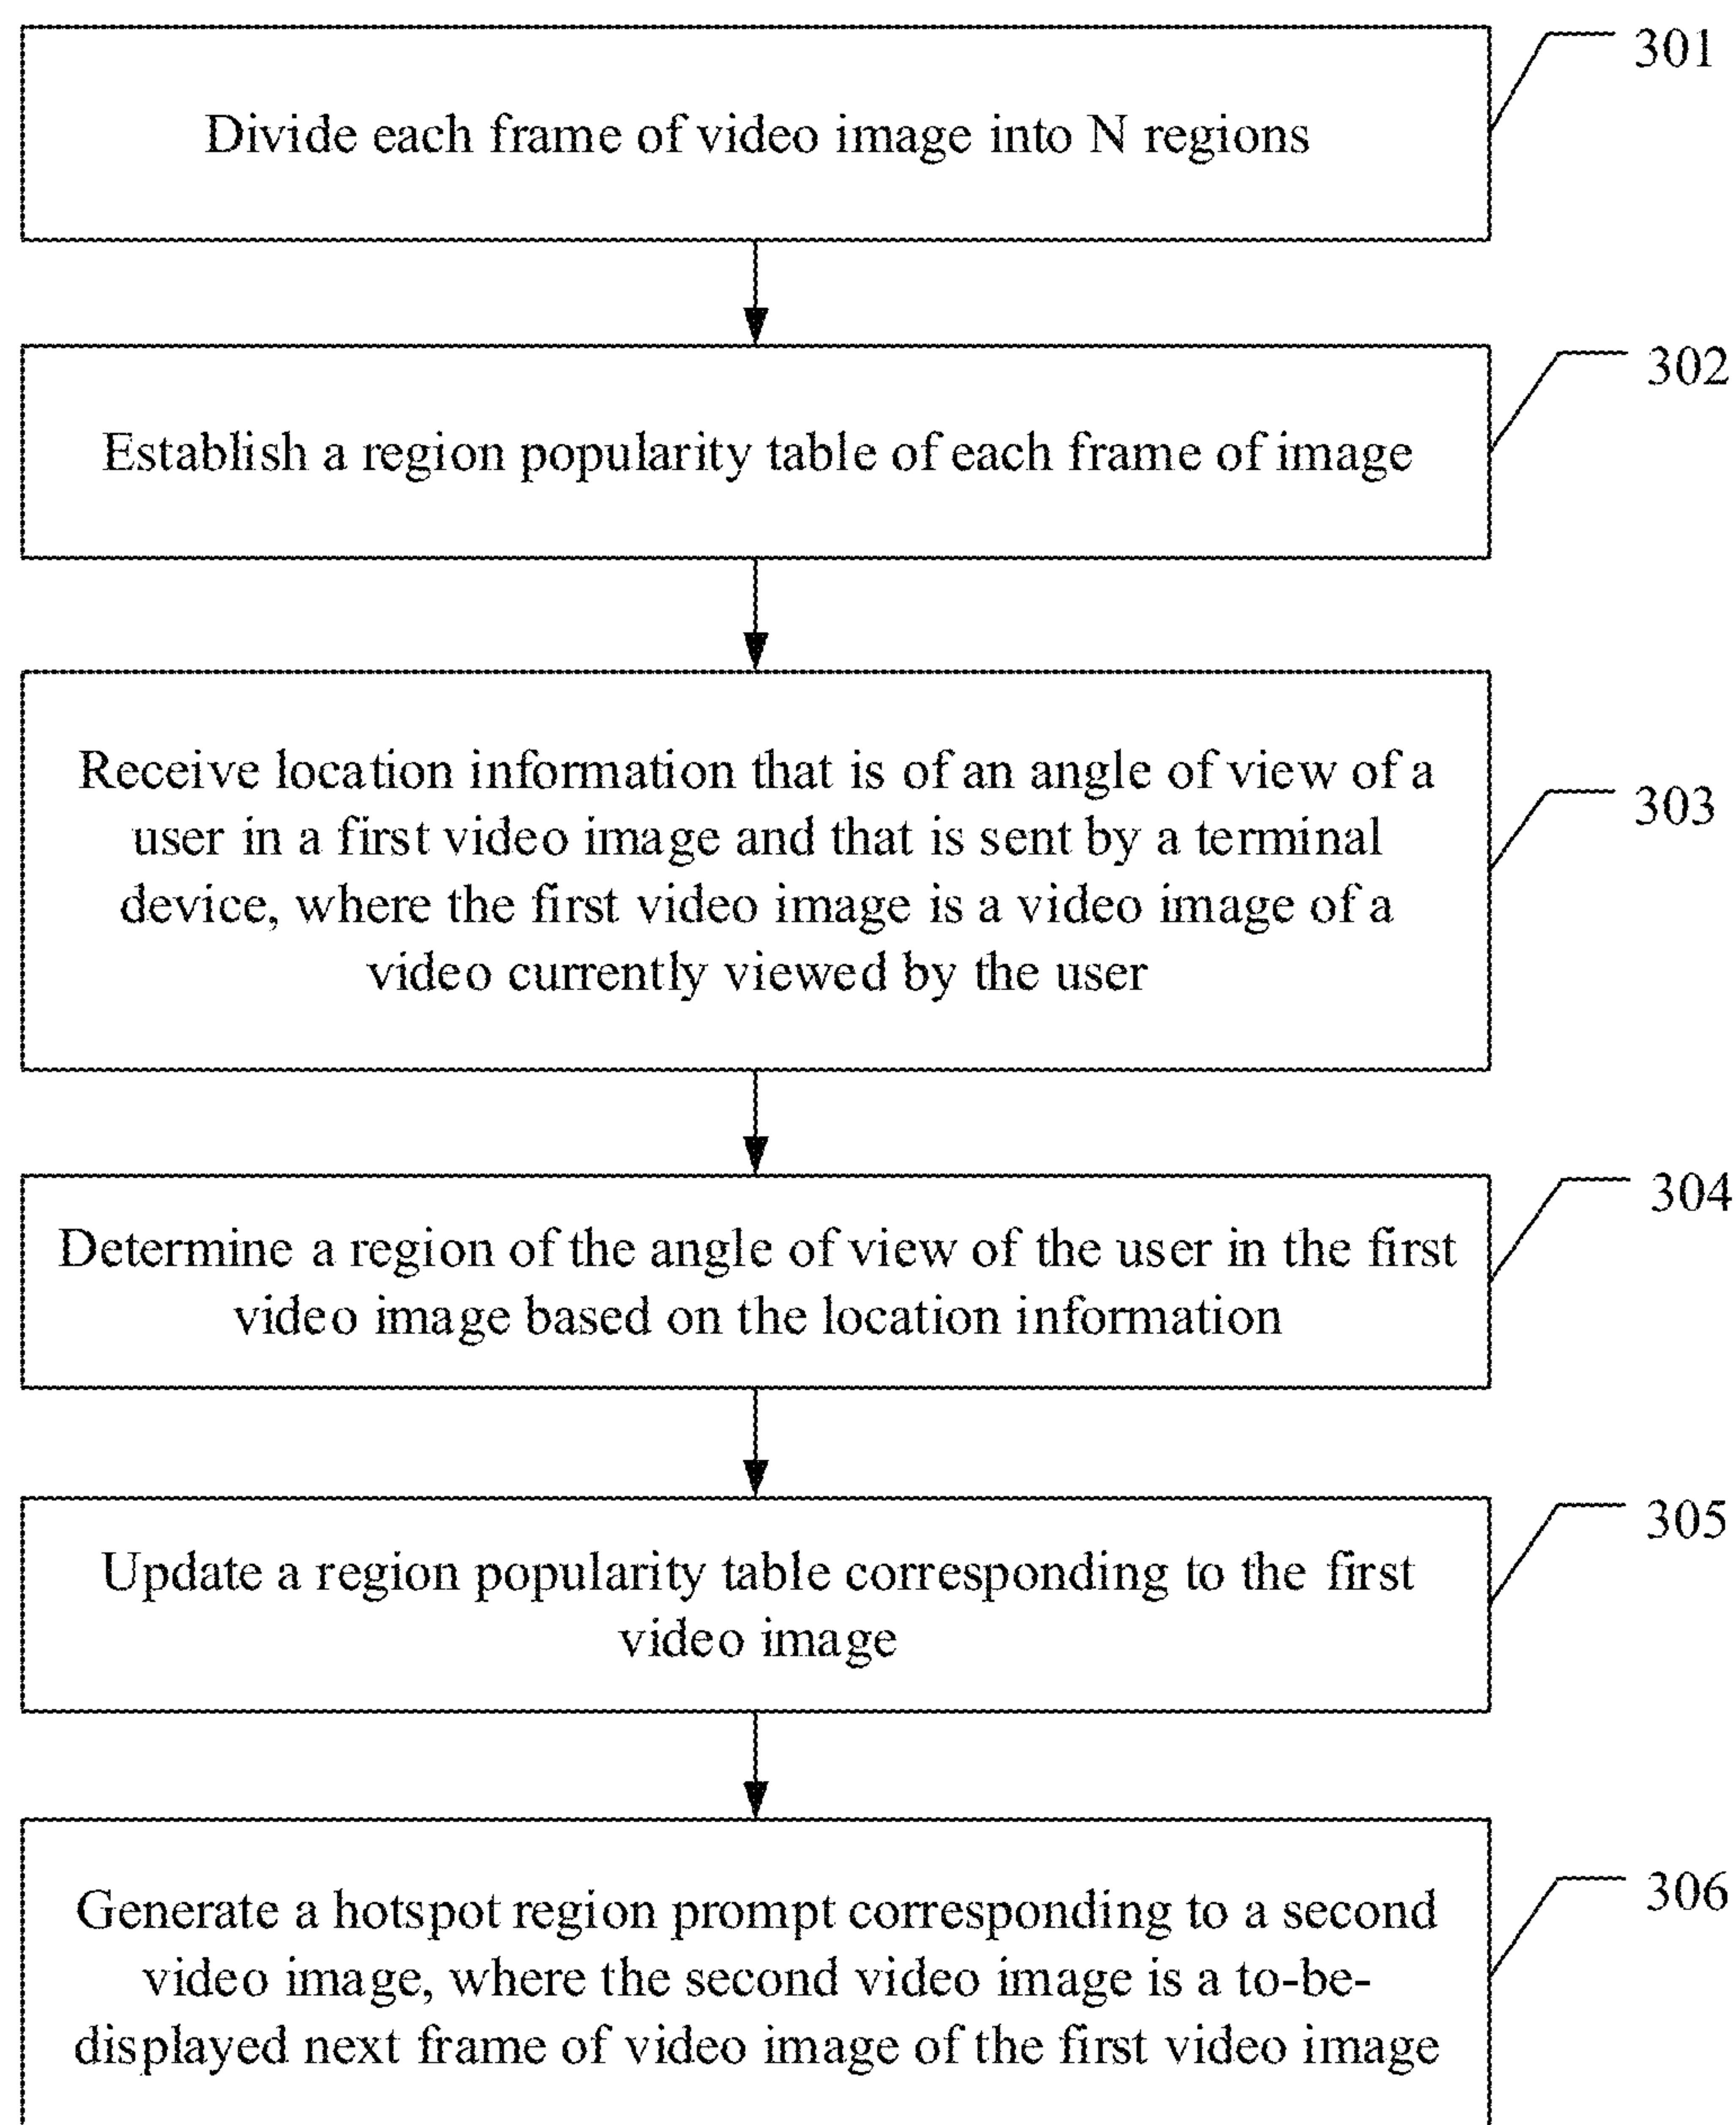 301
Divide each frame of video image into N regions
302
Establish a region popularity table of each frame of image
Receive location information that is of an angle of view of a
user in a first video image and that is sent by a terminal
device, where the first video image is a video image of a
video currently viewed by the user
303
304
Determine a region of the angle of view of the user in the first
video image based on the location information
305
Update a region popularity table corresponding to the first
video image
306
Generate a hotspot region prompt corresponding to a second
video image, where the second video image is a to-be-
displayed next frame of video image of the first video image